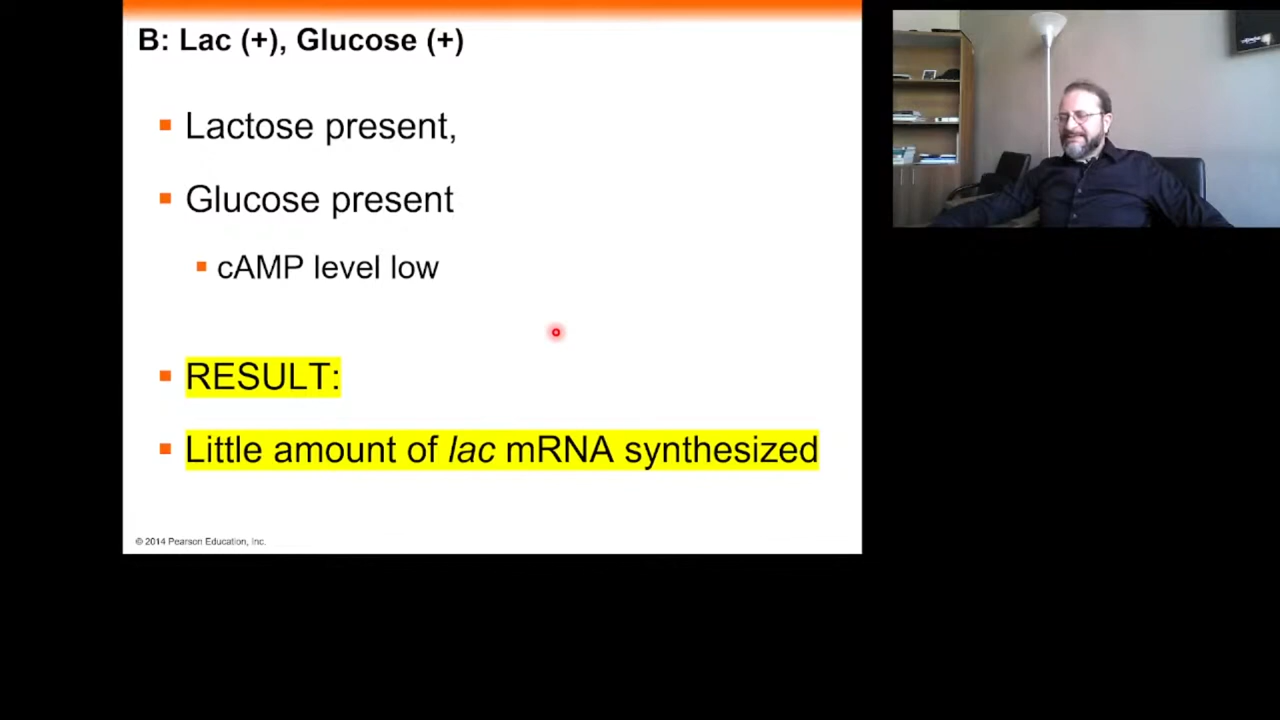 B: Lac (+), Glucose (+)
Lactose present,
Glucose present
cAMP level low
RESULT:
Little amount of lac mRNA synthesized
© 2014 Pearson Education, Inc.